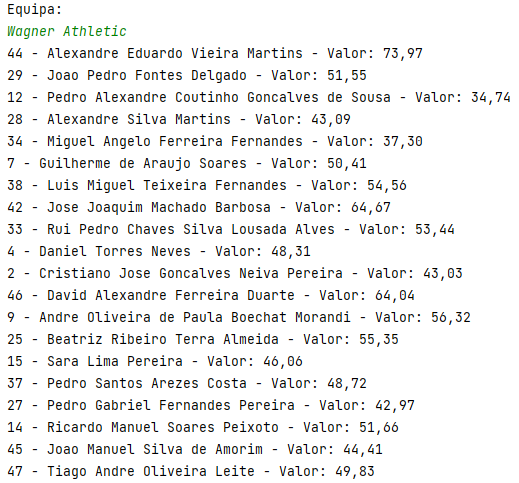 Equipa:
Wagner Athletic
44 - Alexandre Eduardo Vieira Martins - Valor: 73,97
29 - Joao Pedro Fontes Delgado - Valor: 51,55
12 - Pedro Alexandre Coutinho Goncalves de Sousa - Valor: 34,74
28 - Alexandre Silva Martins - Valor: 43,09
34 - Miguel Angelo Ferreira Fernandes - Valor: 37,30
7 - Guilherme de Araujo Soares - Valor: 50,41
38 - Luis Miguel Teixeira Fernandes - Valor: 54,56
42 - Jose Joaquim Machado Barbosa - Valor: 64,67
33 - Rui Pedro Chaves Silva Lousada Alves - Valor: 53,44
4 - Daniel Torres Neves - Valor: 48,31
2 - Cristiano Jose Goncalves Neiva Pereira - Valor: 43,03
46 - David Alexandre Ferreira Duarte - Valor: 64,04
9 - Andre Oliveira de Paula Boechat Morandi - Valor: 56,32
25 - Beatriz Ribeiro Terra Almeida - Valor: 55,35
15 - Sara Lima Pereira - Valor: 46,06
37 - Pedro Santos Arezes Costa - Valor: 48,72
27 - Pedro Gabriel Fernandes Pereira - Valor: 42,97
14 - Ricardo Manuel Soares Peixoto - Valor: 51,66
45 - Joao Manuel Silva de Amorim - Valor: 44,41
47 - Tiago Andre Oliveira Leite - Valor: 49,83